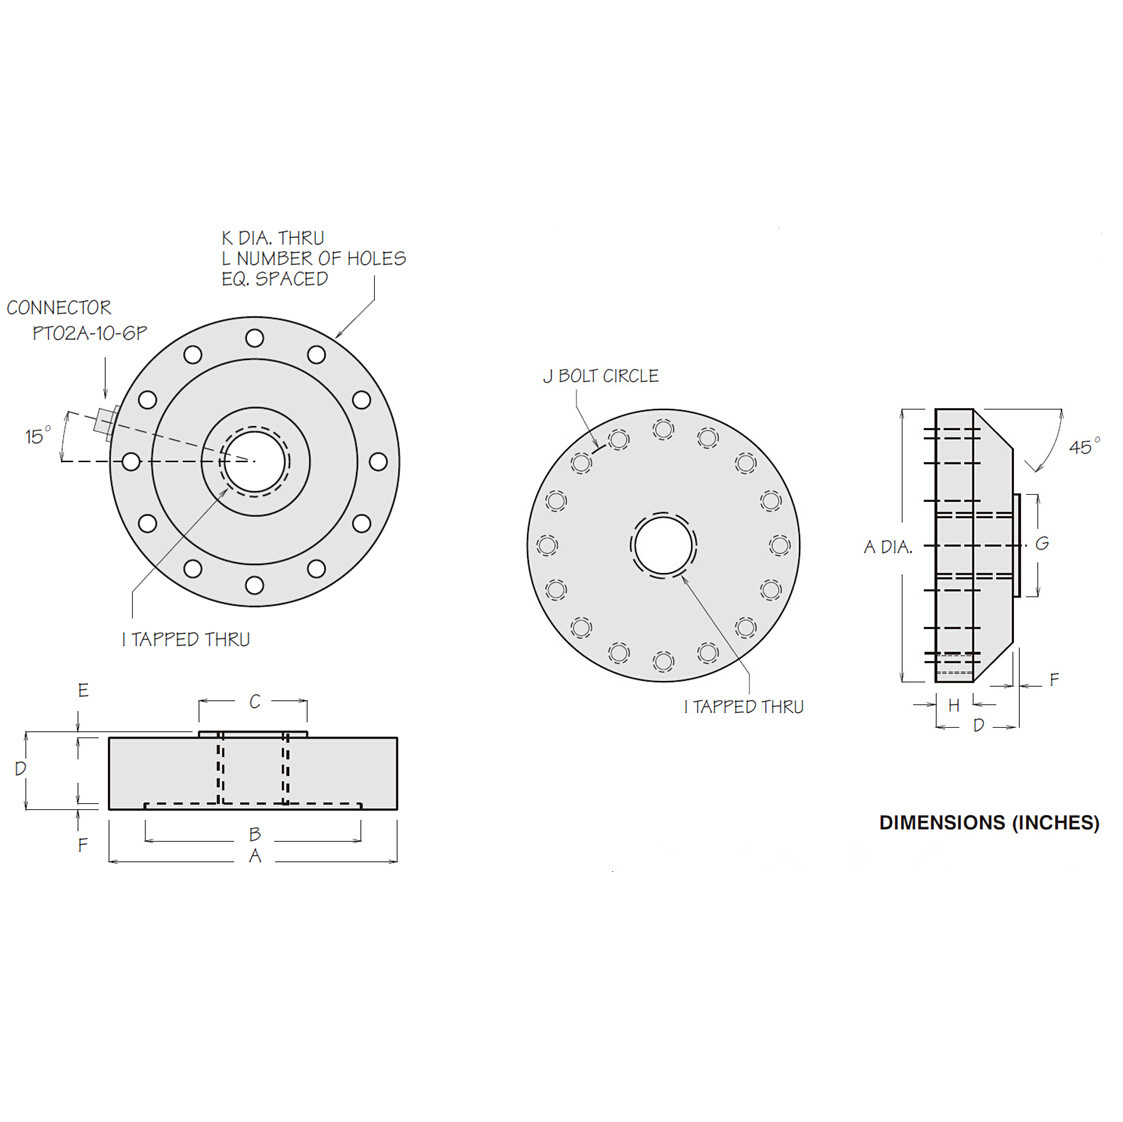 K DIA. THRU
L NUMBER OF HOLES
EQ. SPACED
CONNECTOR
PT02A-10-6P
15°
I TAPPED THRU
J BOLT CIRCLE
I TAPPED THRU
A DIA.
45°
G
F
H
D
E
C
D
F
B
A
DIMENSIONS (INCHES)